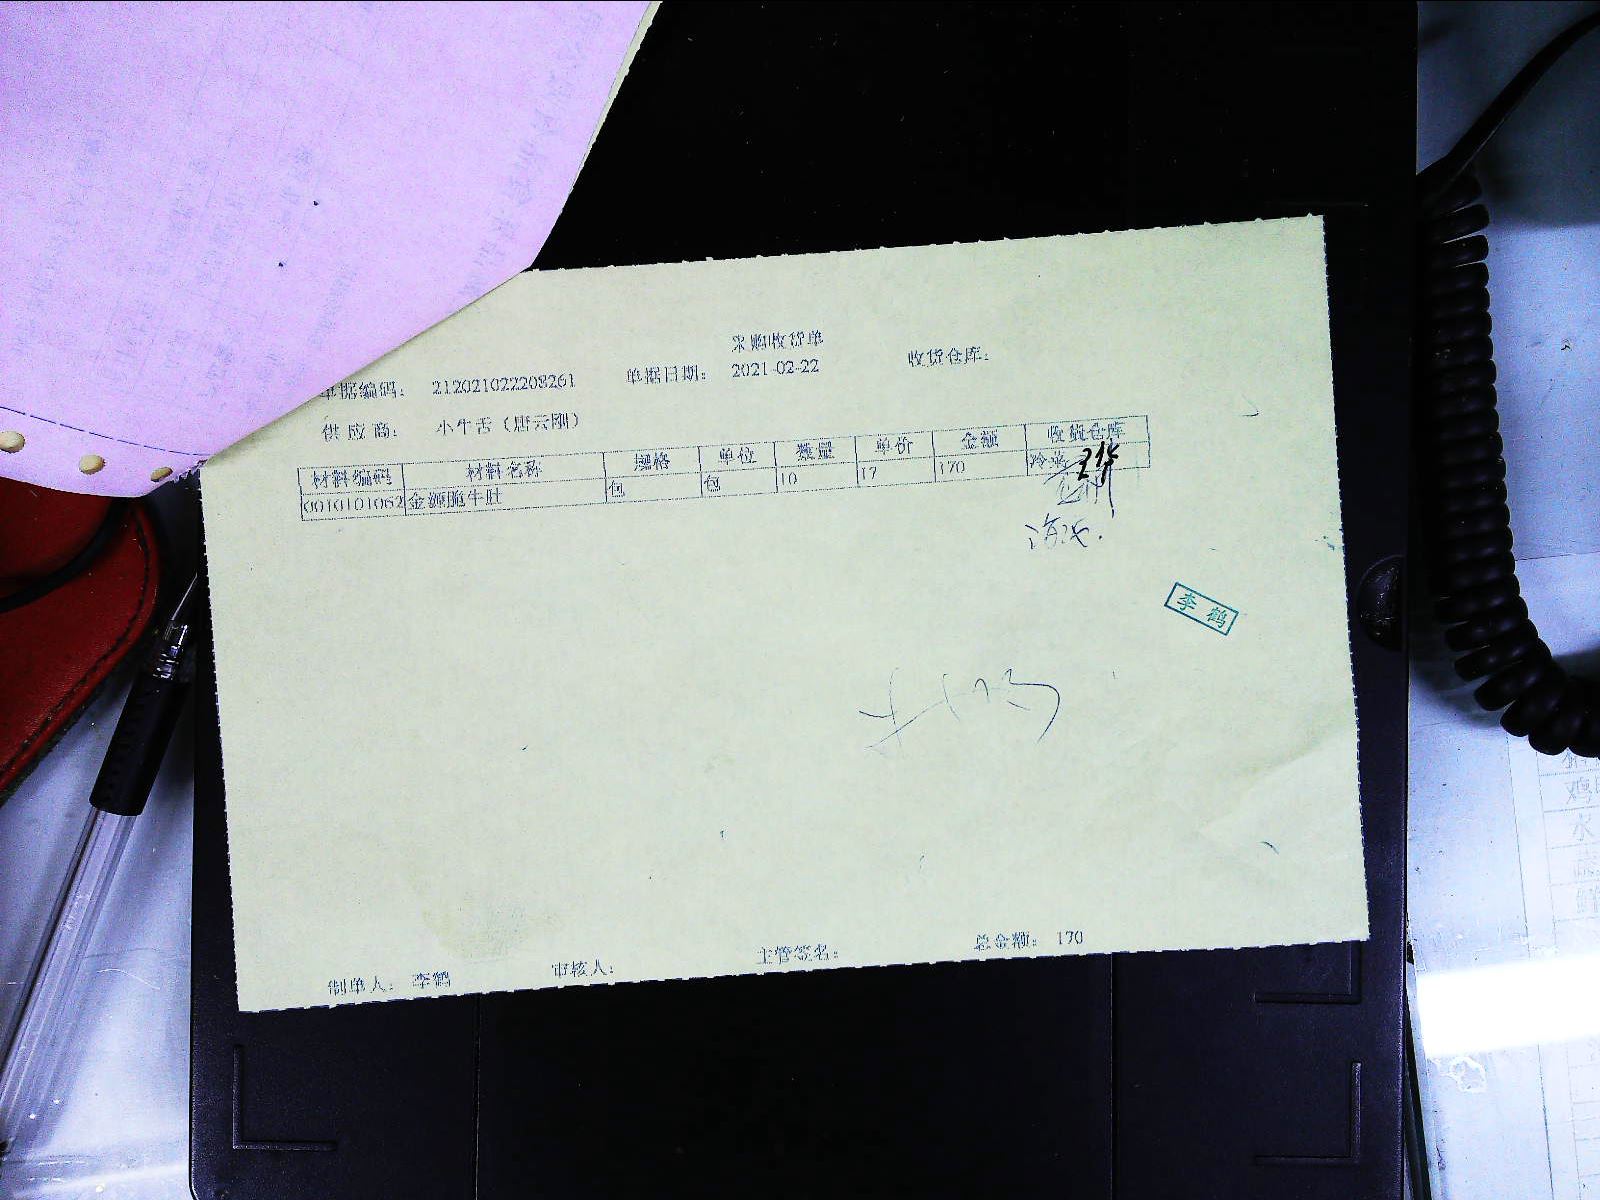 采购收货单
单据编码： 212021022208261 单据日期： 2021-02-22 收货仓库：
供应商： 小牛舌（唐云刚）
材料编码 材料名称 规格 单位 数量 单价 金额 收货仓库
0010101062 金源脆牛肚 包 包 10 17 170 冷菜
李鹤
制单人： 李鹤 审核人： 主管签名： 总金额： 170